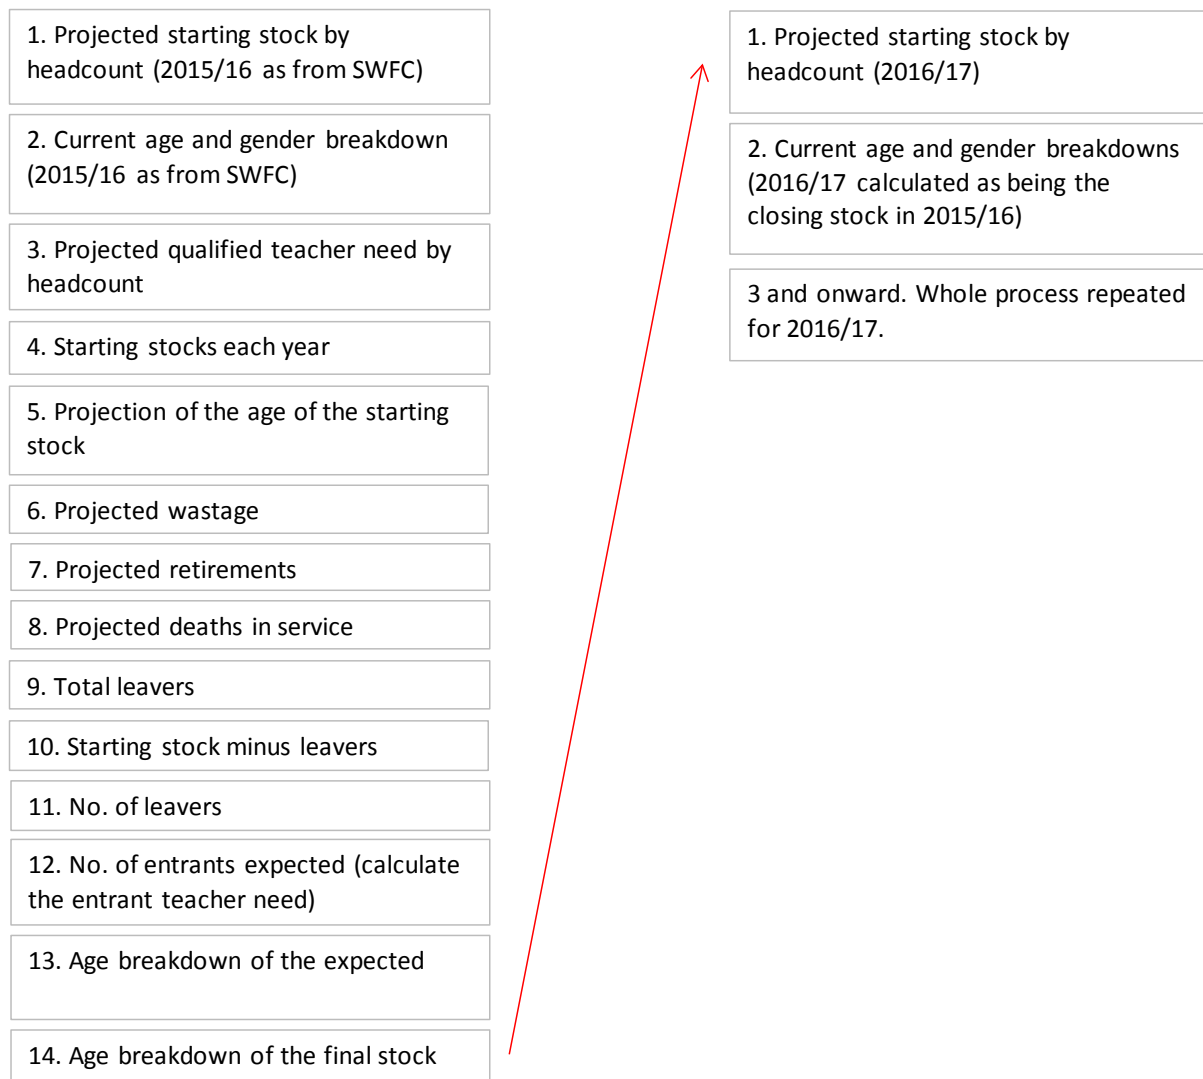 1. Projected starting stock by
headcount (2015/16 as from SWFC)
2. Current age and gender breakdown
(2015/16 as from SWFC)
3. Projected qualified teacher need by
headcount
4. Starting stocks each year
5. Projection of the age of the starting
stock
6. Projected wastage
7. Projected retirements
8. Projected deaths in service
9. Total leavers
10. Starting stock minus leavers
11. No. of leavers
12. No. of entrants expected (calculate
the entrant teacher need)
13. Age breakdown of the expected
14. Age breakdown of the final stock
1. Projected starting stock by
headcount (2016/17)
2. Current age and gender breakdowns
(2016/17 calculated as being the
closing stock in 2015/16)
3 and onward. Whole process repeated
for 2016/17.